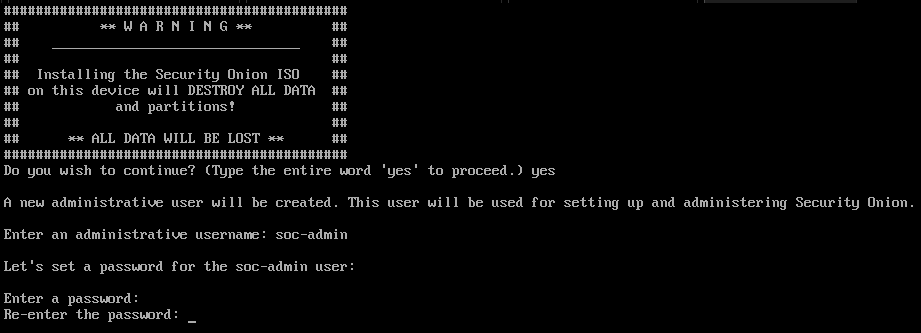 ###########################################
## ** W A R N I N G ** ##
## _______________________________ ##
## ##
## Installing the Security Onion ISO ##
## on this device will DESTROY ALL DATA ##
## and partitions! ##
## ##
## ** ALL DATA WILL BE LOST ** ##
###########################################
Do you wish to continue? (Type the entire word 'yes' to proceed.) yes
A new administrative user will be created. This user will be used for setting up and administering Security Onion.
Enter an administrative username: soc-admin
Let's set a password for the soc-admin user:
Enter a password:
Re-enter the password: _